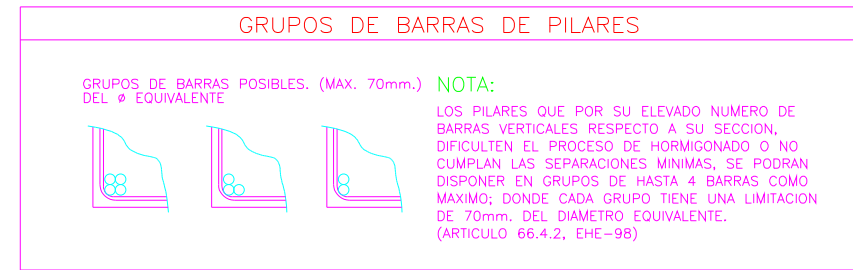 GRUPOS DE BARRAS DE PILARES
GRUPOS DE BARRAS POSIBLES. (MAX. 70mm.)
DEL ø EQUIVALENTE
NOTA:
LOS PILARES QUE POR SU ELEVADO NUMERO DE
BARRAS VERTICALES RESPECTO A SU SECCION,
DIFICULTEN EL PROCESO DE HORMIGONADO O NO
CUMPLAN LAS SEPARACIONES MINIMAS, SE PODRAN
DISPONER EN GRUPOS DE HASTA 4 BARRAS COMO
MAXIMO; DONDE CADA GRUPO TIENE UNA LIMITACION
DE 70mm. DEL DIAMETRO EQUIVALENTE.
(ARTICULO 66.4.2, EHE-98)